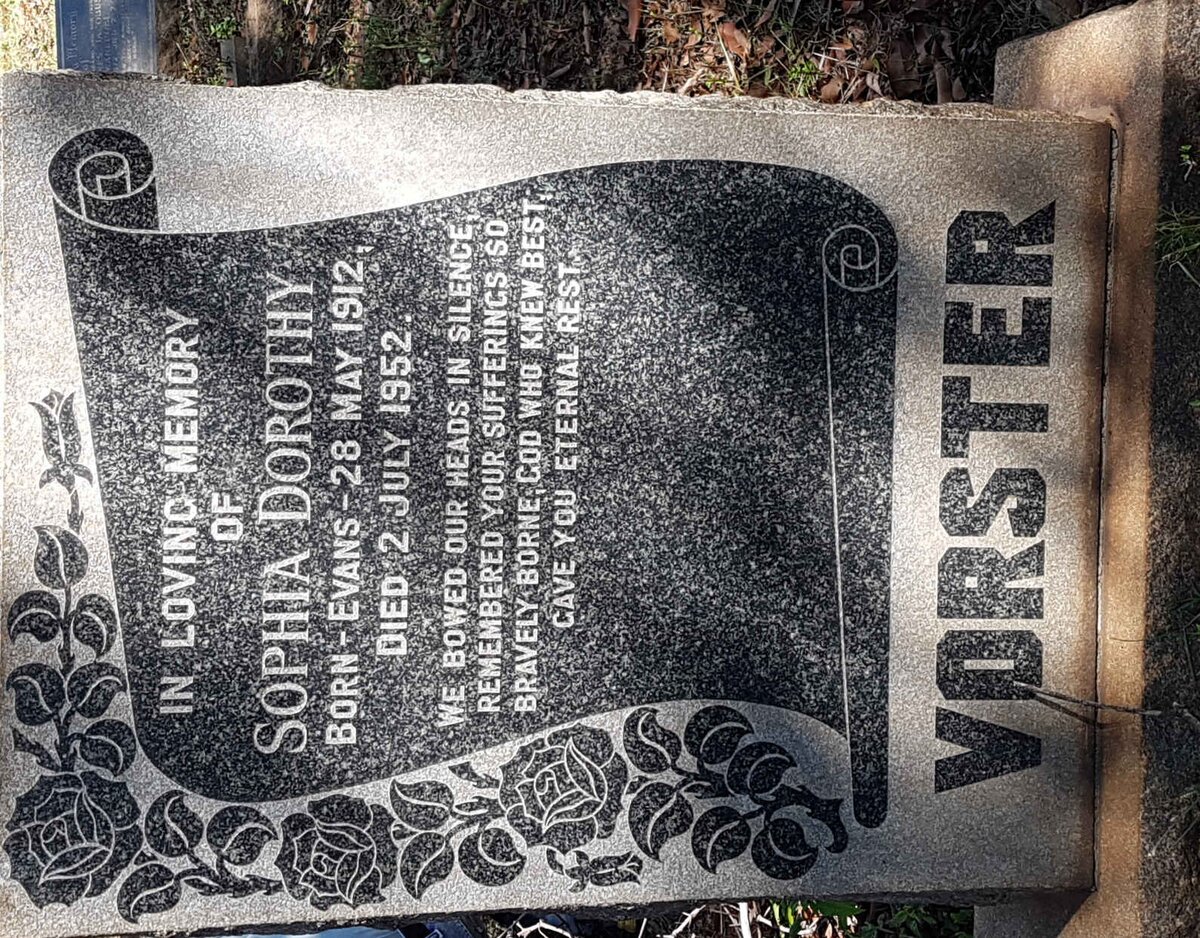 IN LOVING MEMORY
OF
SOPHIA DOROTHY
BORN - EVANS - 28 MAY 1912,
DIED 2 JULY 1952.
WE BOWED OUR HEADS IN SILENCE,
REMEMBERED YOUR SUFFERINGS SO
BRAVELY BORNE, GOD WHO KNEW BEST,
GAVE YOU ETERNAL REST.
VORSTER